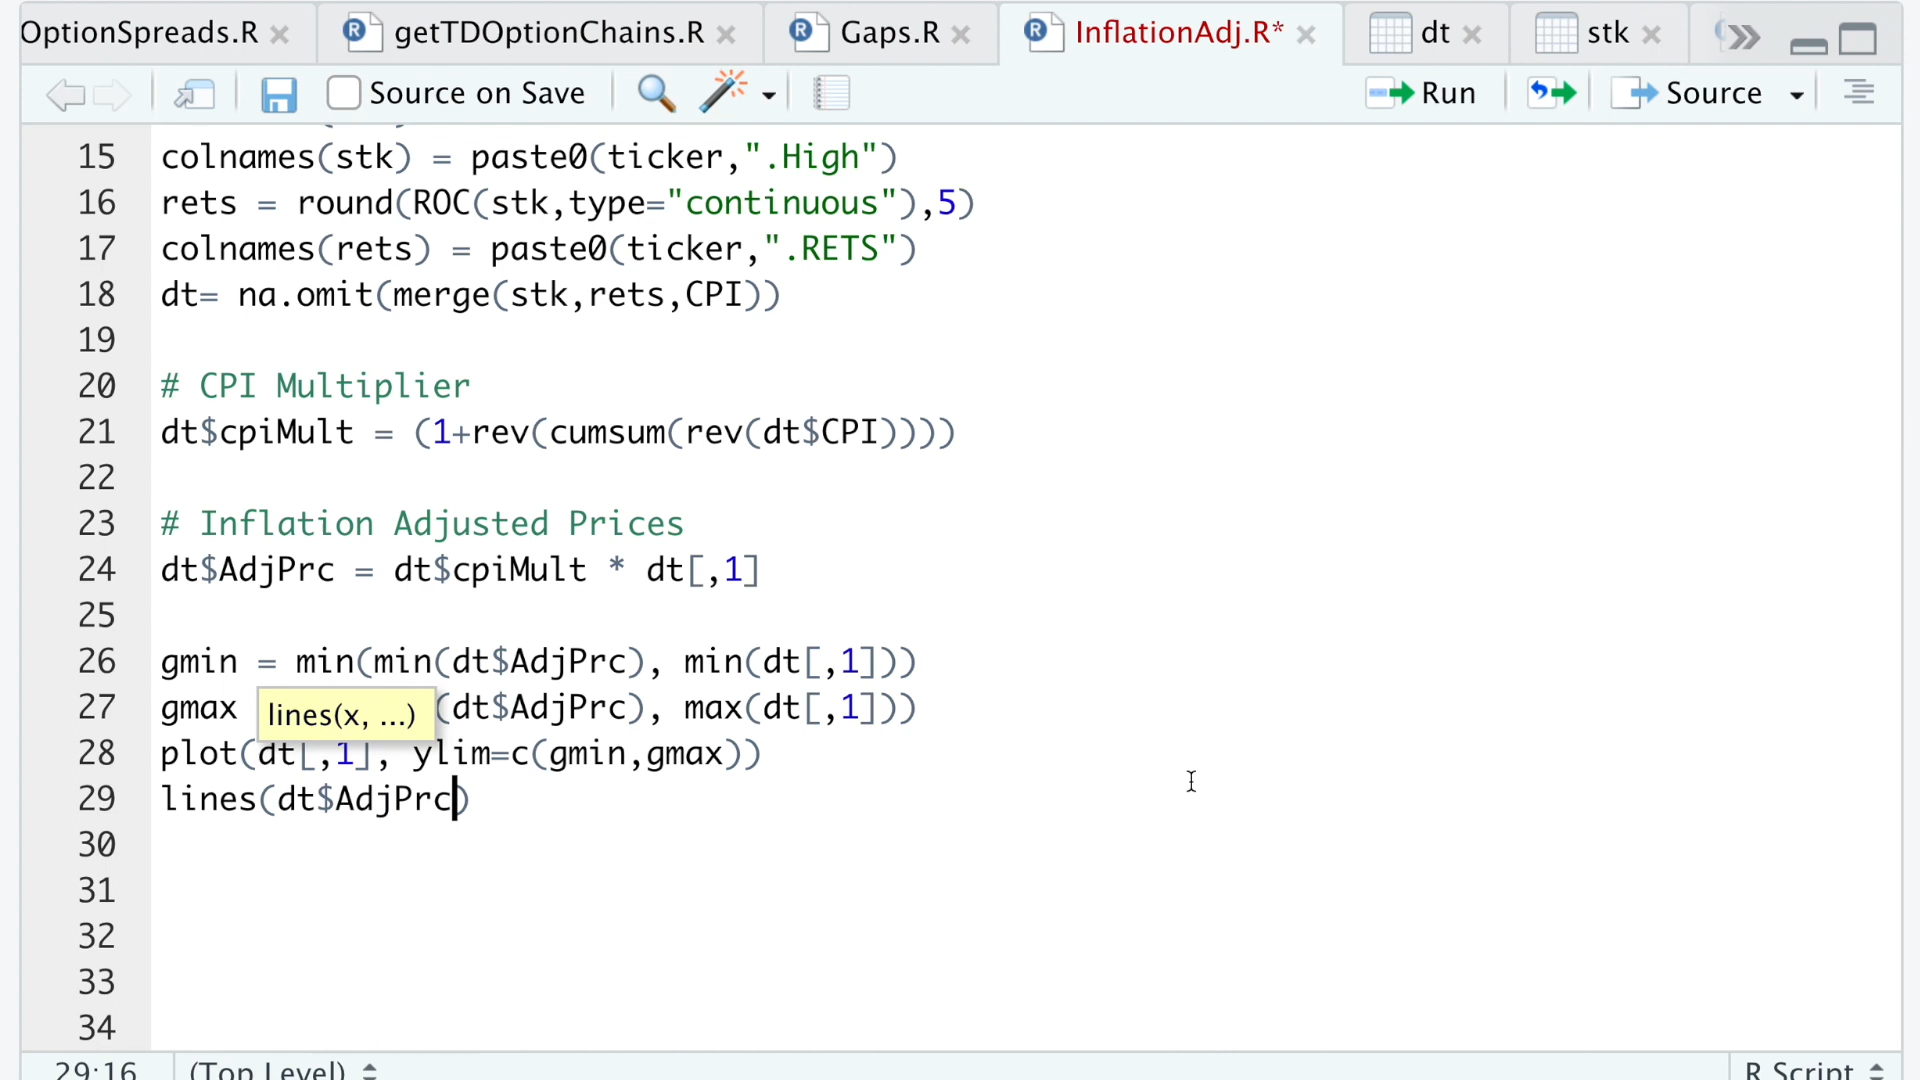 OptionSpreads.R
getTDOptionChains.R
Gaps.R
InflationAdj.R*
dt
stk
Source on Save
Run
Source
15 colnames(stk) = paste0(ticker,".High")
16 rets = round(ROC(stk,type="continuous"),5)
17 colnames(rets) = paste0(ticker,".RETS")
18 dt= na.omit(merge(stk,rets,CPI))
19
20 # CPI Multiplier
21 dt$cpiMult = (1+rev(cumsum(rev(dt$CPI))))
22
23 # Inflation Adjusted Prices
24 dt$AdjPrc = dt$cpiMult * dt[,1]
25
26 gmin = min(min(dt$AdjPrc), min(dt[,1]))
27 gmax (dt$AdjPrc), max(dt[,1]))
lines(x, ...)
28 plot(dt[,1], ylim=c(gmin,gmax))
29 lines(dt$AdjPrc)
30
31
32
33
34
29:16
(Top Level)
R Script